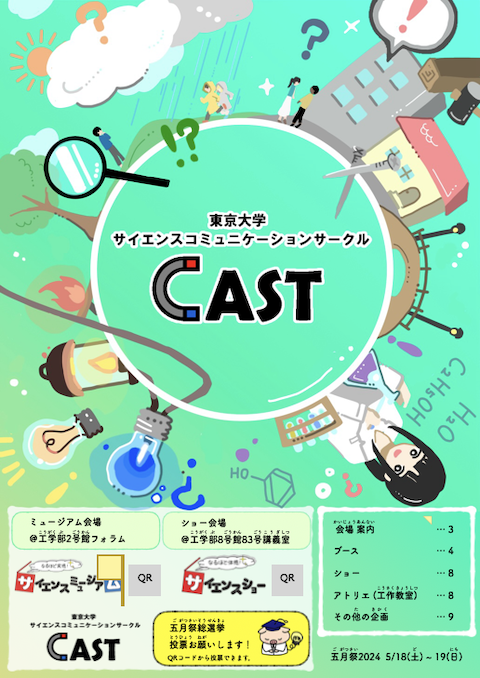 !?
?
?
!
東京大学
サイエンスコミュニケーションサークル
CAST
C₂H₅OH
H₂O
HO
?
ミュージアム会場
@工学部2号館フォラム
ショー会場
@工学部8号館83号講義室
なるほど実感!
サイエンスミュージアム
QR
なるほど体感!
サイエンスショー
QR
東京大学
サイエンスコミュニケーションサークル
CAST
五月祭総選挙
投票お願いします!
QRコードから投票できます。
会場案内 … 3
ブース … 4
ショー … 8
アトリエ(工作教室) … 8
その他の企画 … 9
五月祭2024 5/18(土)～19(日)